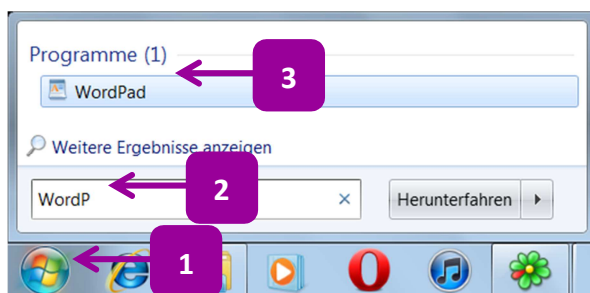 Programme (1)
3
WordPad
Weitere Ergebnisse anzeigen
WordP
2
Herunterfahren
1